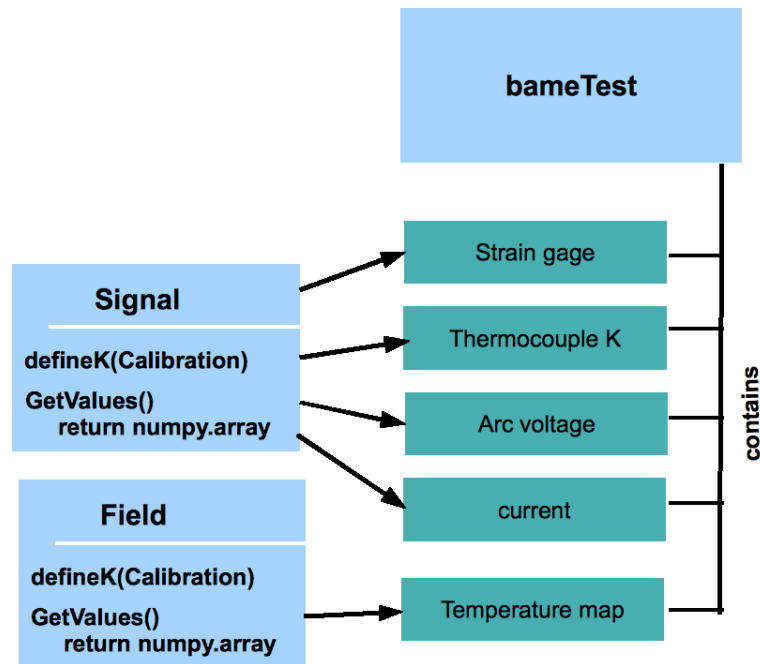 bameTest
Strain gage
Signal
Thermocouple K
defineK(Calibration)
GetValues()
return numpy.array
Arc voltage
contains
current
Field
defineK(Calibration)
GetValues()
return numpy.array
Temperature map